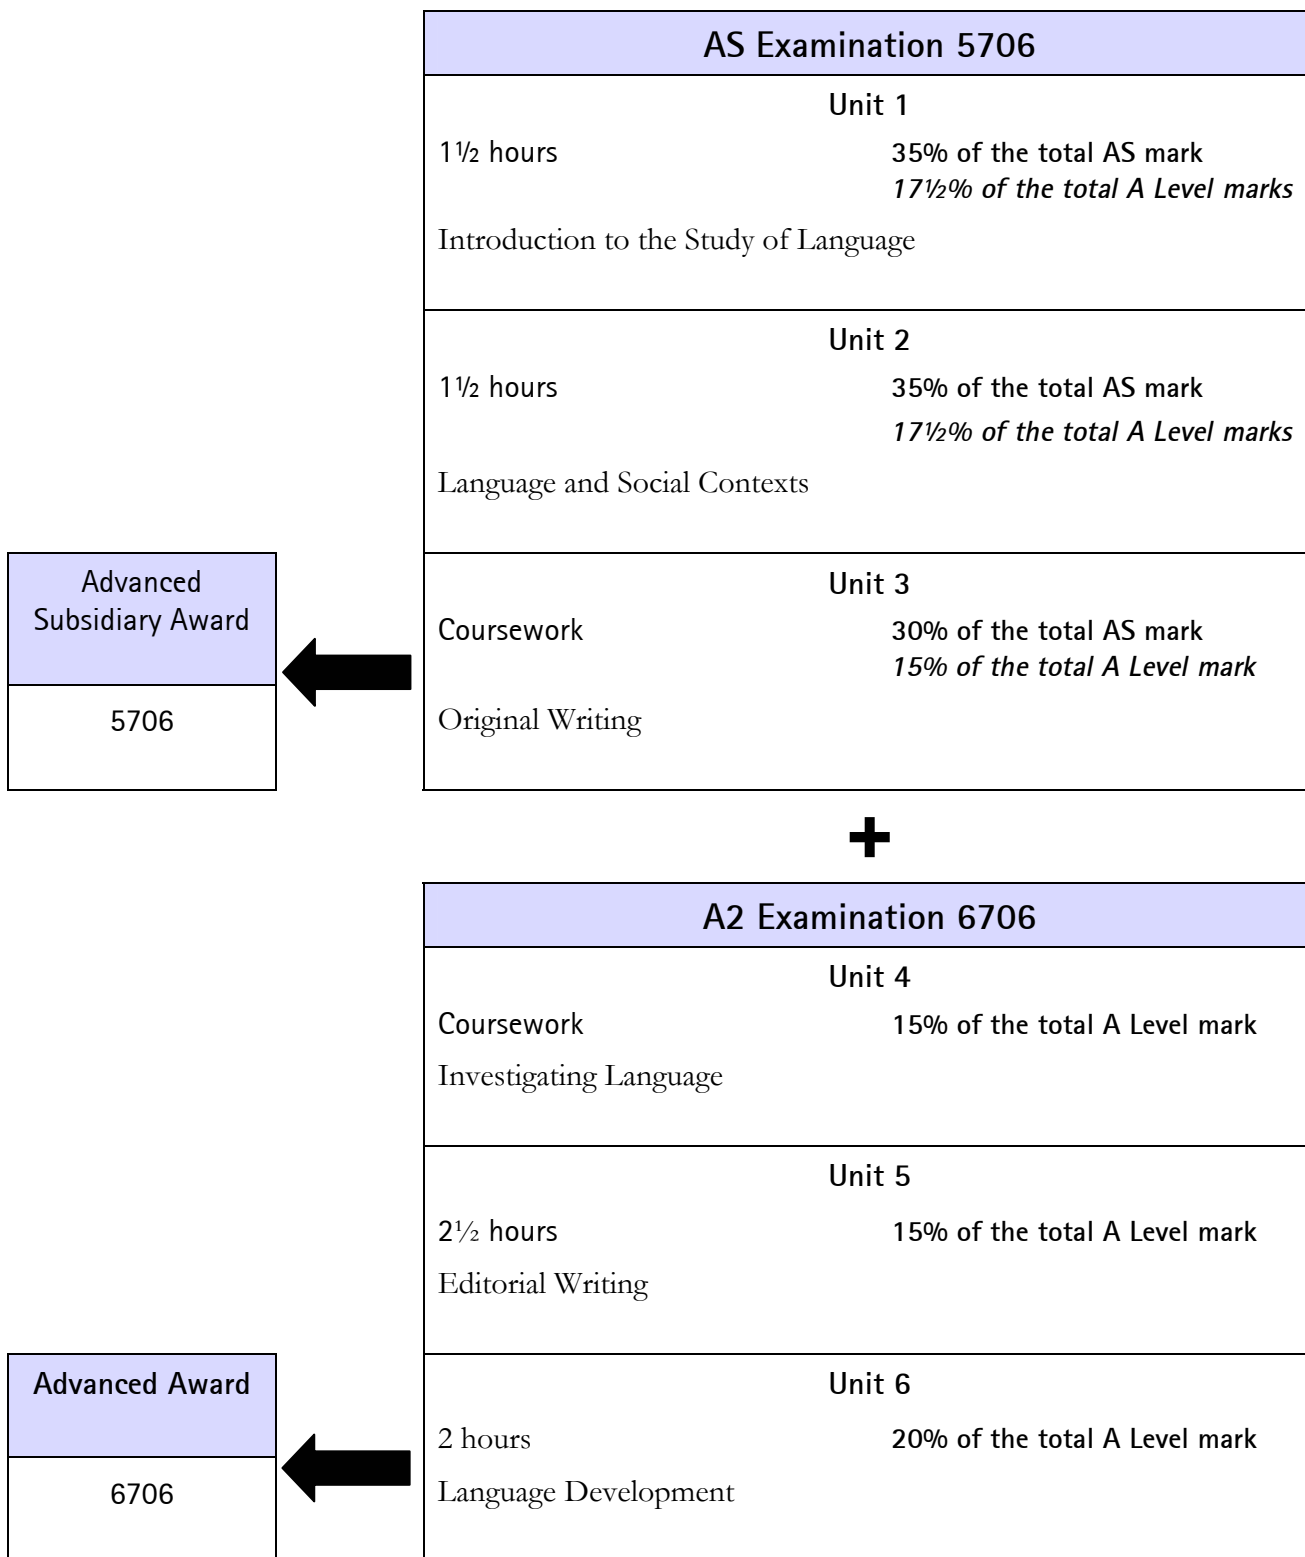 AS Examination 5706
Unit 1
1½ hours 35% of the total AS mark
17½% of the total A Level marks
Introduction to the Study of Language
Unit 2
1½ hours 35% of the total AS mark
17½% of the total A Level marks
Language and Social Contexts
Advanced
Subsidiary Award
5706
Unit 3
Coursework 30% of the total AS mark
15% of the total A Level mark
Original Writing
+
A2 Examination 6706
Unit 4
Coursework 15% of the total A Level mark
Investigating Language
Unit 5
2½ hours 15% of the total A Level mark
Editorial Writing
Advanced Award
6706
Unit 6
2 hours 20% of the total A Level mark
Language Development